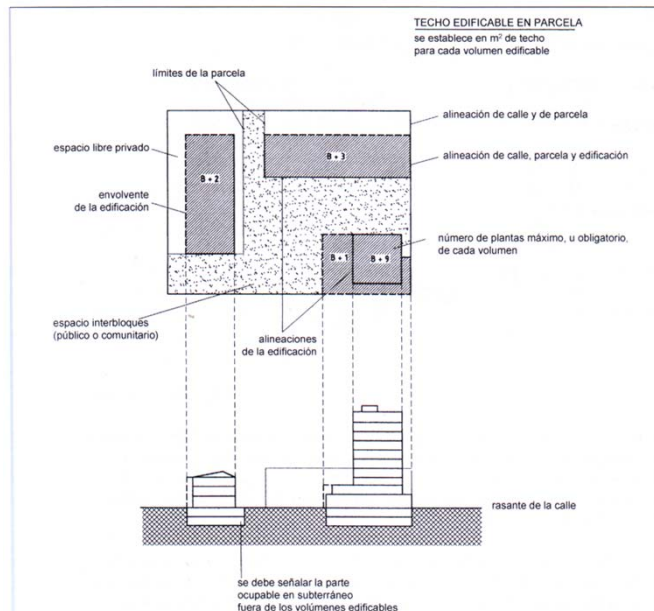 TECHO EDIFICABLE EN PARCELA
se establece en m² de techo
para cada volumen edificable
límites de la parcela
alineación de calle y de parcela
espacio libre privado
B + 3
alineación de calle, parcela y edificación
B + 2
envolvente
de la edificación
número de plantas máximo, u obligatorio,
de cada volumen
B + 1
B + 9
espacio interbloques
(público o comunitario)
alineaciones
de la edificación
rasante de la calle
se debe señalar la parte
ocupable en subterráneo
fuera de los volúmenes edificables